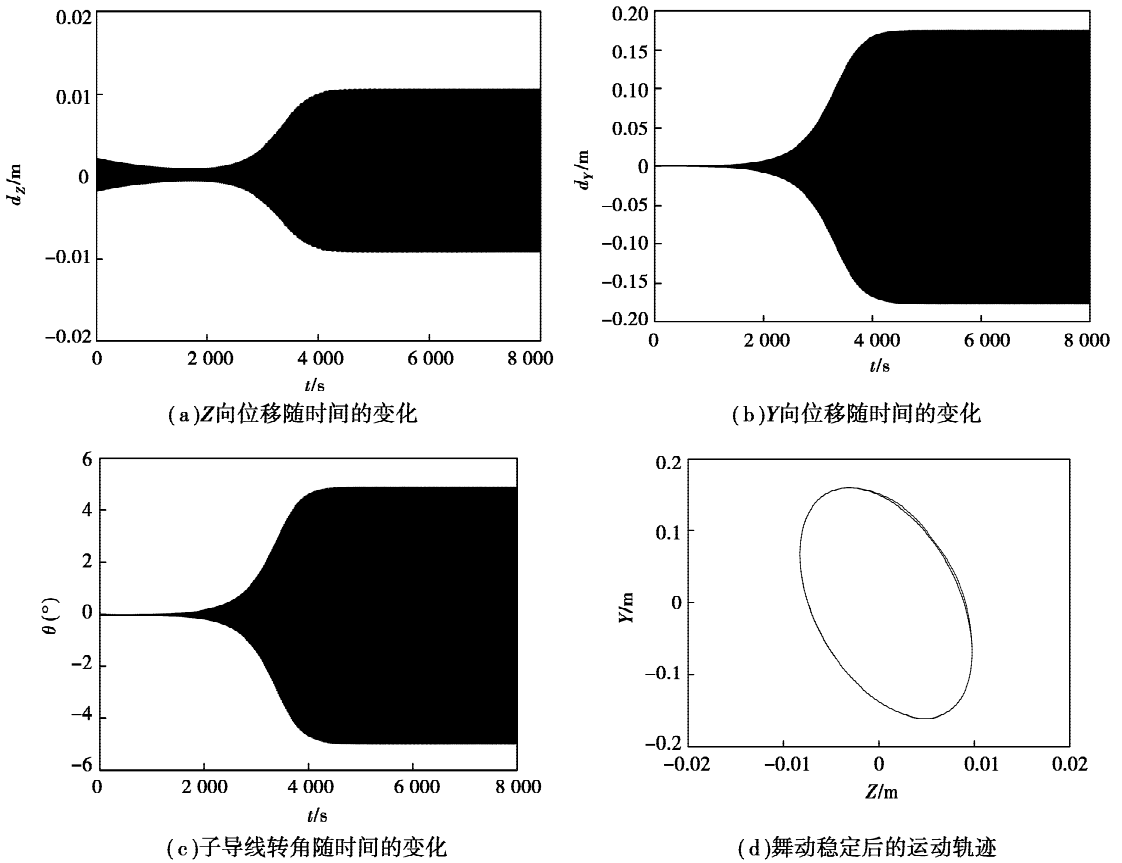 0.02
0.01
0
−0.01
−0.02
d_Z/m
0 2 000 4 000 6 000 8 000
t/s
(a)Z向位移随时间的变化
0.20
0.15
0.10
0.05
0
−0.05
−0.10
−0.15
−0.20
d_Y/m
0 2 000 4 000 6 000 8 000
t/s
(b)Y向位移随时间的变化
6
4
2
0
−2
−4
−6
θ(°)
0 2 000 4 000 6 000 8 000
t/s
(c)子导线转角随时间的变化
0.2
0.1
0
−0.1
−0.2
Y/m
−0.02 −0.01 0 0.01 0.02
Z/m
(d)舞动稳定后的运动轨迹